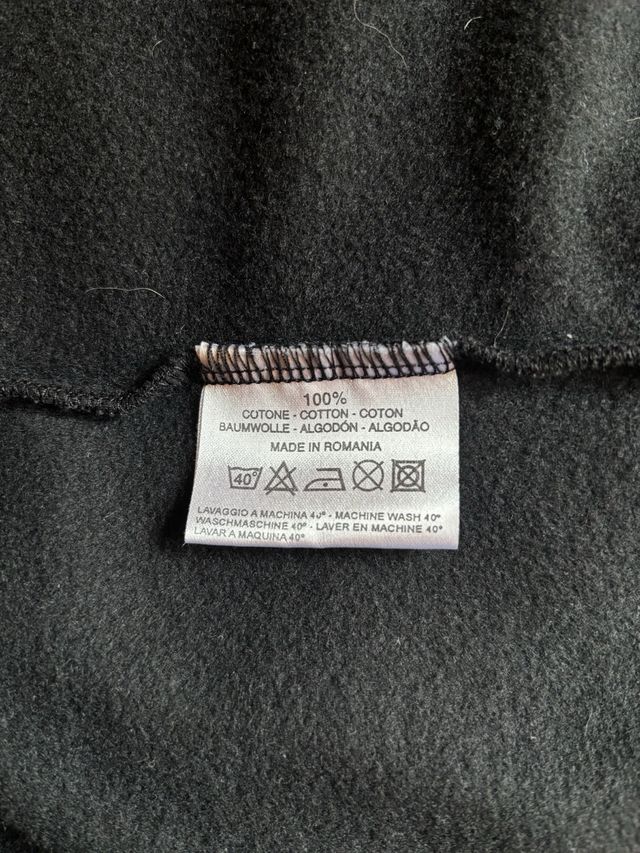 100%
COTONE - COTTON - COTON
BAUMWOLLE - ALGODÓN - ALGODÃO
MADE IN ROMANIA
40°
LAVAGGIO A MACHINA 40° - MACHINE WASH 40°
WASCHMASCHINE 40° - LAVER EN MACHINE 40°
LAVAR A MAQUINA 40°